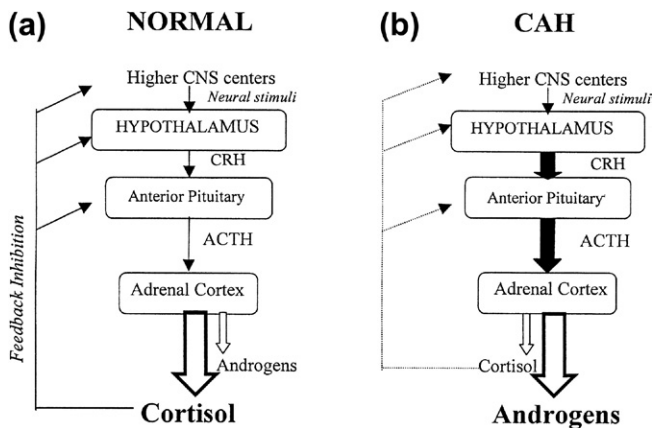 (a) NORMAL
Higher CNS centers
Neural stimuli
HYPOTHALAMUS
CRH
Anterior Pituitary
ACTH
Adrenal Cortex
Androgens
Cortisol
Feedback Inhibition
(b) CAH
Higher CNS centers
Neural stimuli
HYPOTHALAMUS
CRH
Anterior Pituitary
ACTH
Adrenal Cortex
Cortisol
Androgens